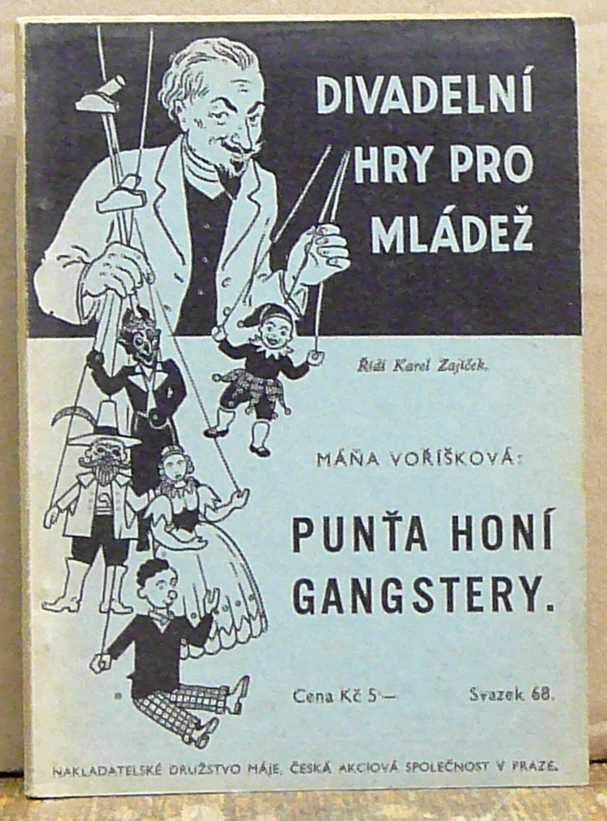 DIVADELNÍ
HRY PRO
MLÁDEŽ
Řídí Karel Zajíček.
MÁŇA VOŘÍŠKOVÁ:
PUNŤA HONÍ
GANGSTERY.
Cena Kč 5·— Svazek 68.
NAKLADATELSKÉ DRUŽSTVO MÁJE, ČESKÁ AKCIOVÁ SPOLEČNOST V PRAZE.